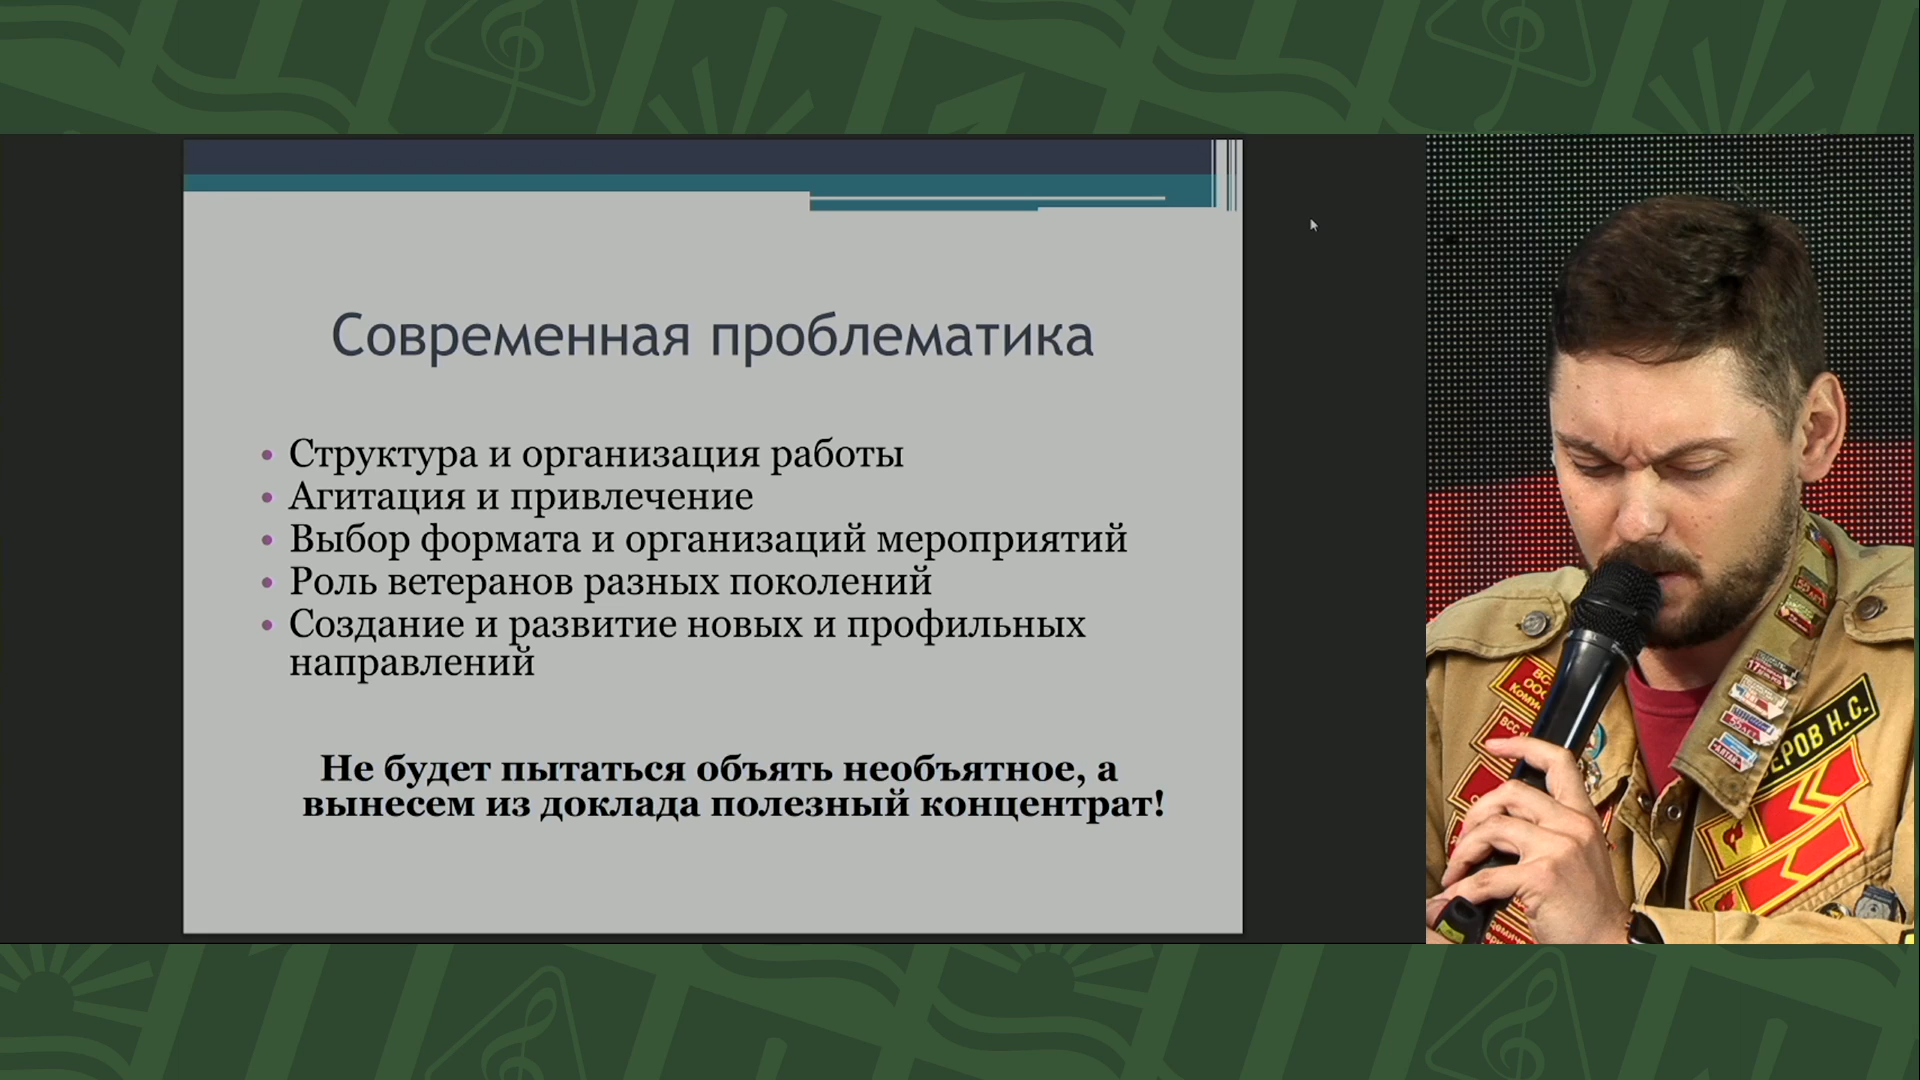 Современная проблематика
• Структура и организация работы
• Агитация и привлечение
• Выбор формата и организаций мероприятий
• Роль ветеранов разных поколений
• Создание и развитие новых и профильных
направлений
Не будет пытаться объять необъятное, а
вынесем из доклада полезный концентрат!
ЕРОВ Н.С.